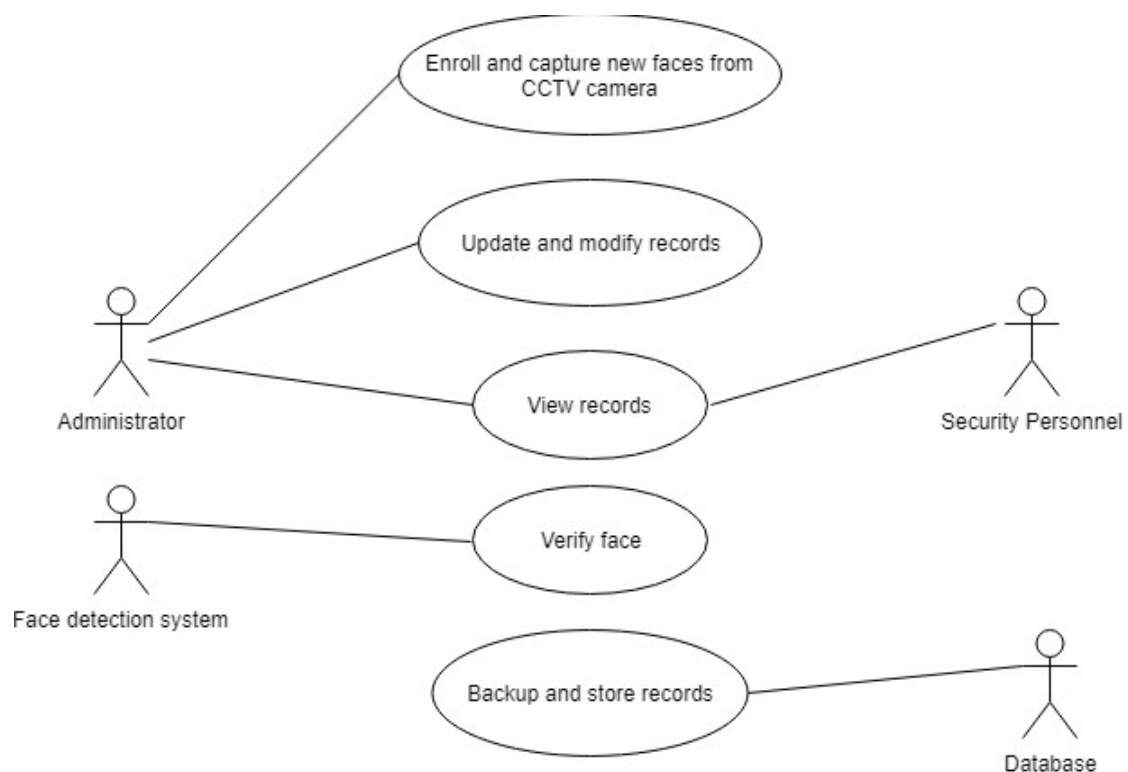 Enroll and capture new faces from
CCTV camera
Update and modify records
View records
Administrator
Security Personnel
Verify face
Face detection system
Backup and store records
Database